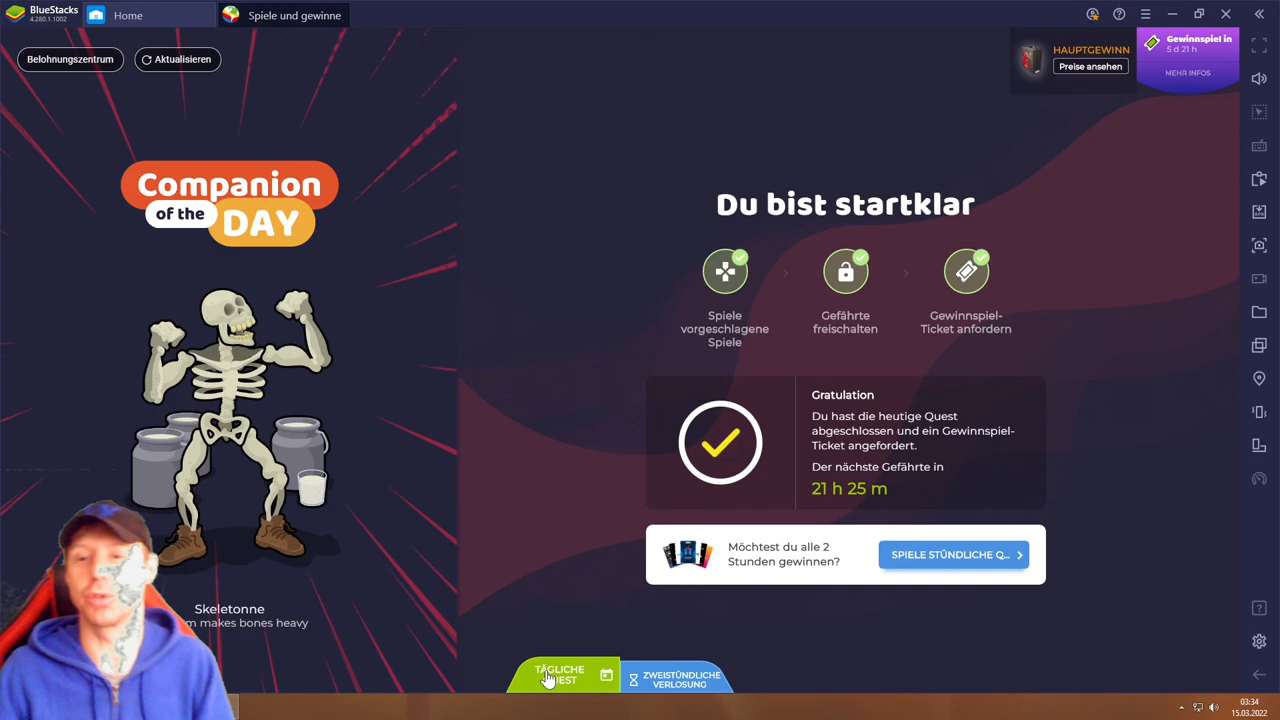 BlueStacks
4.280.1.1002
Home
Spiele und gewinne
Belohnungszentrum
Aktualisieren
HAUPTGEWINN
Preise ansehen
Gewinnspiel in
5 d 21 h
MEHR INFOS
Companion
of the
DAY
Du bist startklar
Spiele
vorgeschlagene
Spiele
Gefährte
freischalten
Gewinnspiel-
Ticket anfordern
Gratulation
Du hast die heutige Quest
abgeschlossen und ein Gewinnspiel-
Ticket angefordert.
Der nächste Gefährte in
21 h 25 m
Möchtest du alle 2
Stunden gewinnen?
SPIELE STÜNDLICHE Q...
Skeletonne
makes bones heavy
TÄGLICHE
ZWEISTÜNDLICHE
VERLOSUNG
03:34
15.03.2022